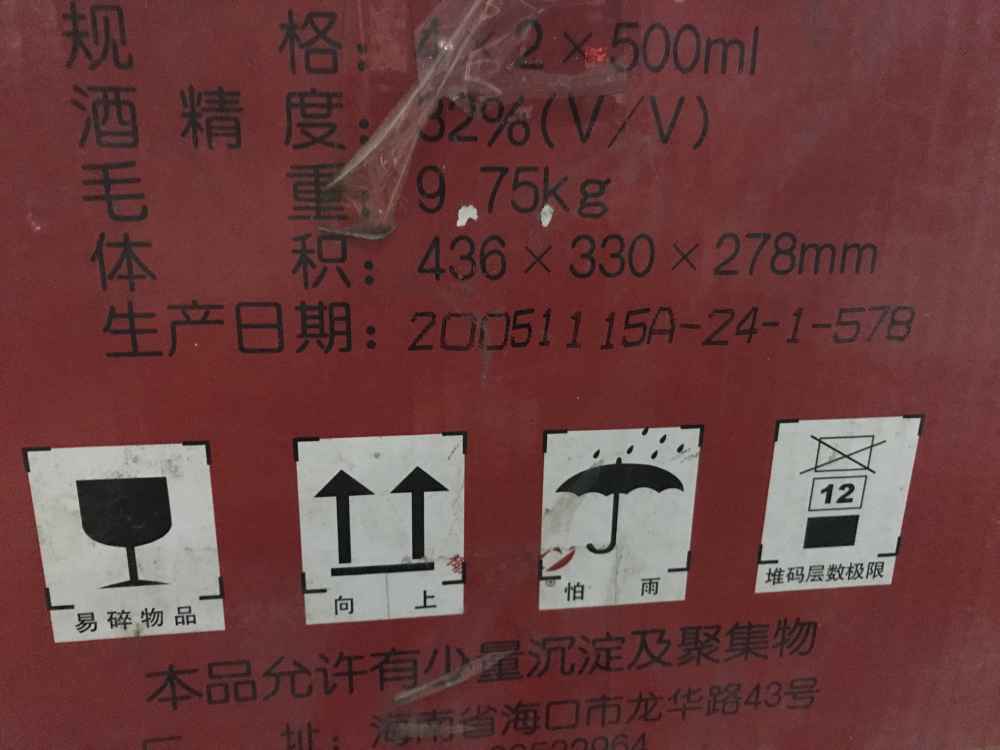 规 格: 2×500ml
酒精度: 32%(V/V)
毛 重: 9.75kg
体 积: 436×330×278mm
生产日期: 20051115A-24-1-578
12
易碎物品
向 上
怕 雨
堆码层数极限
本品允许有少量沉淀及聚集物
厂 址: 海南省海口市龙华路43号